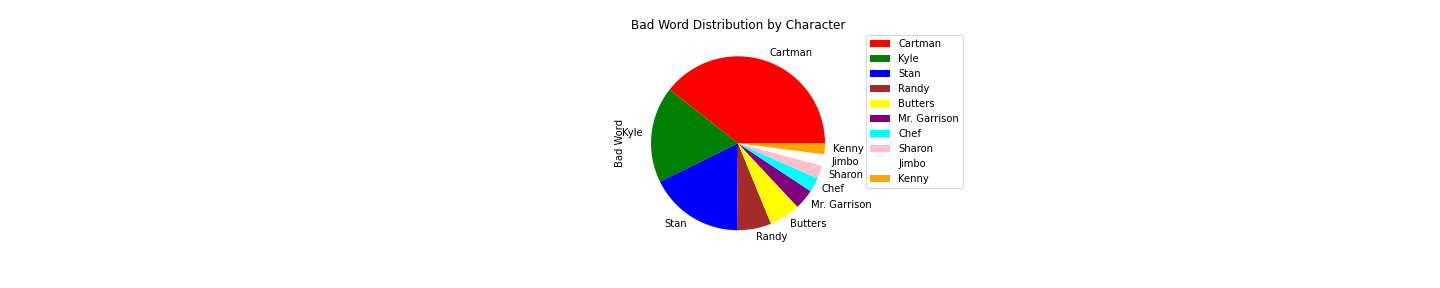 Bad Word Distribution by Character
Bad Word
Cartman
Kyle
Stan
Randy
Butters
Mr. Garrison
Chef
Sharon
Jimbo
Kenny
Cartman
Kyle
Stan
Randy
Butters
Mr. Garrison
Chef
Sharon
Jimbo
Kenny